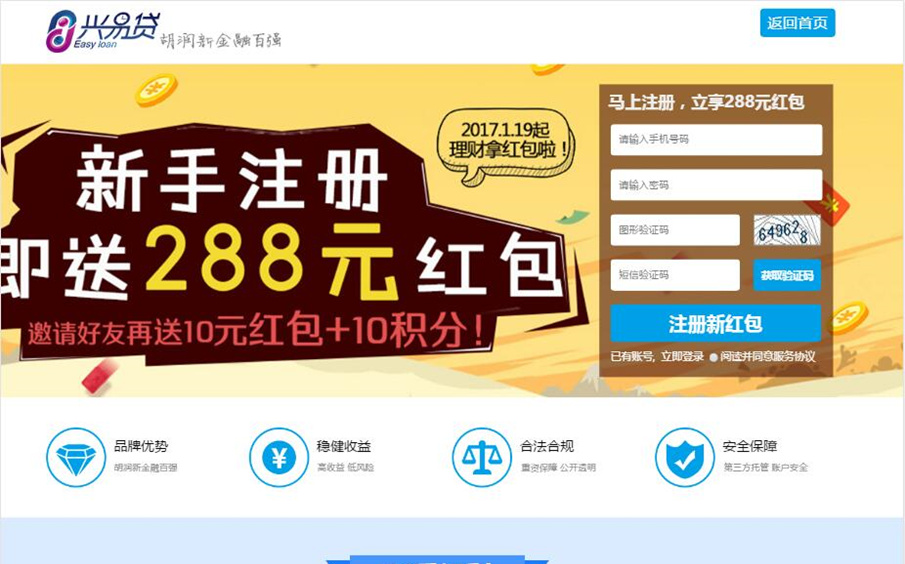 兴易贷
Easy loan
胡润新金融百强
返回首页
2017.1.19起
理财拿红包啦！
新手注册
即送288元红包
邀请好友再送10元红包+10积分！
马上注册，立享288元红包
请输入手机号码
请输入密码
图形验证码
649628
短信验证码
获取验证码
注册新红包
已有账号，立即登录 阅读并同意服务协议
品牌优势
胡润新金融百强
稳健收益
高收益 低风险
合法合规
重资保障 公开透明
安全保障
第三方托管 账户安全